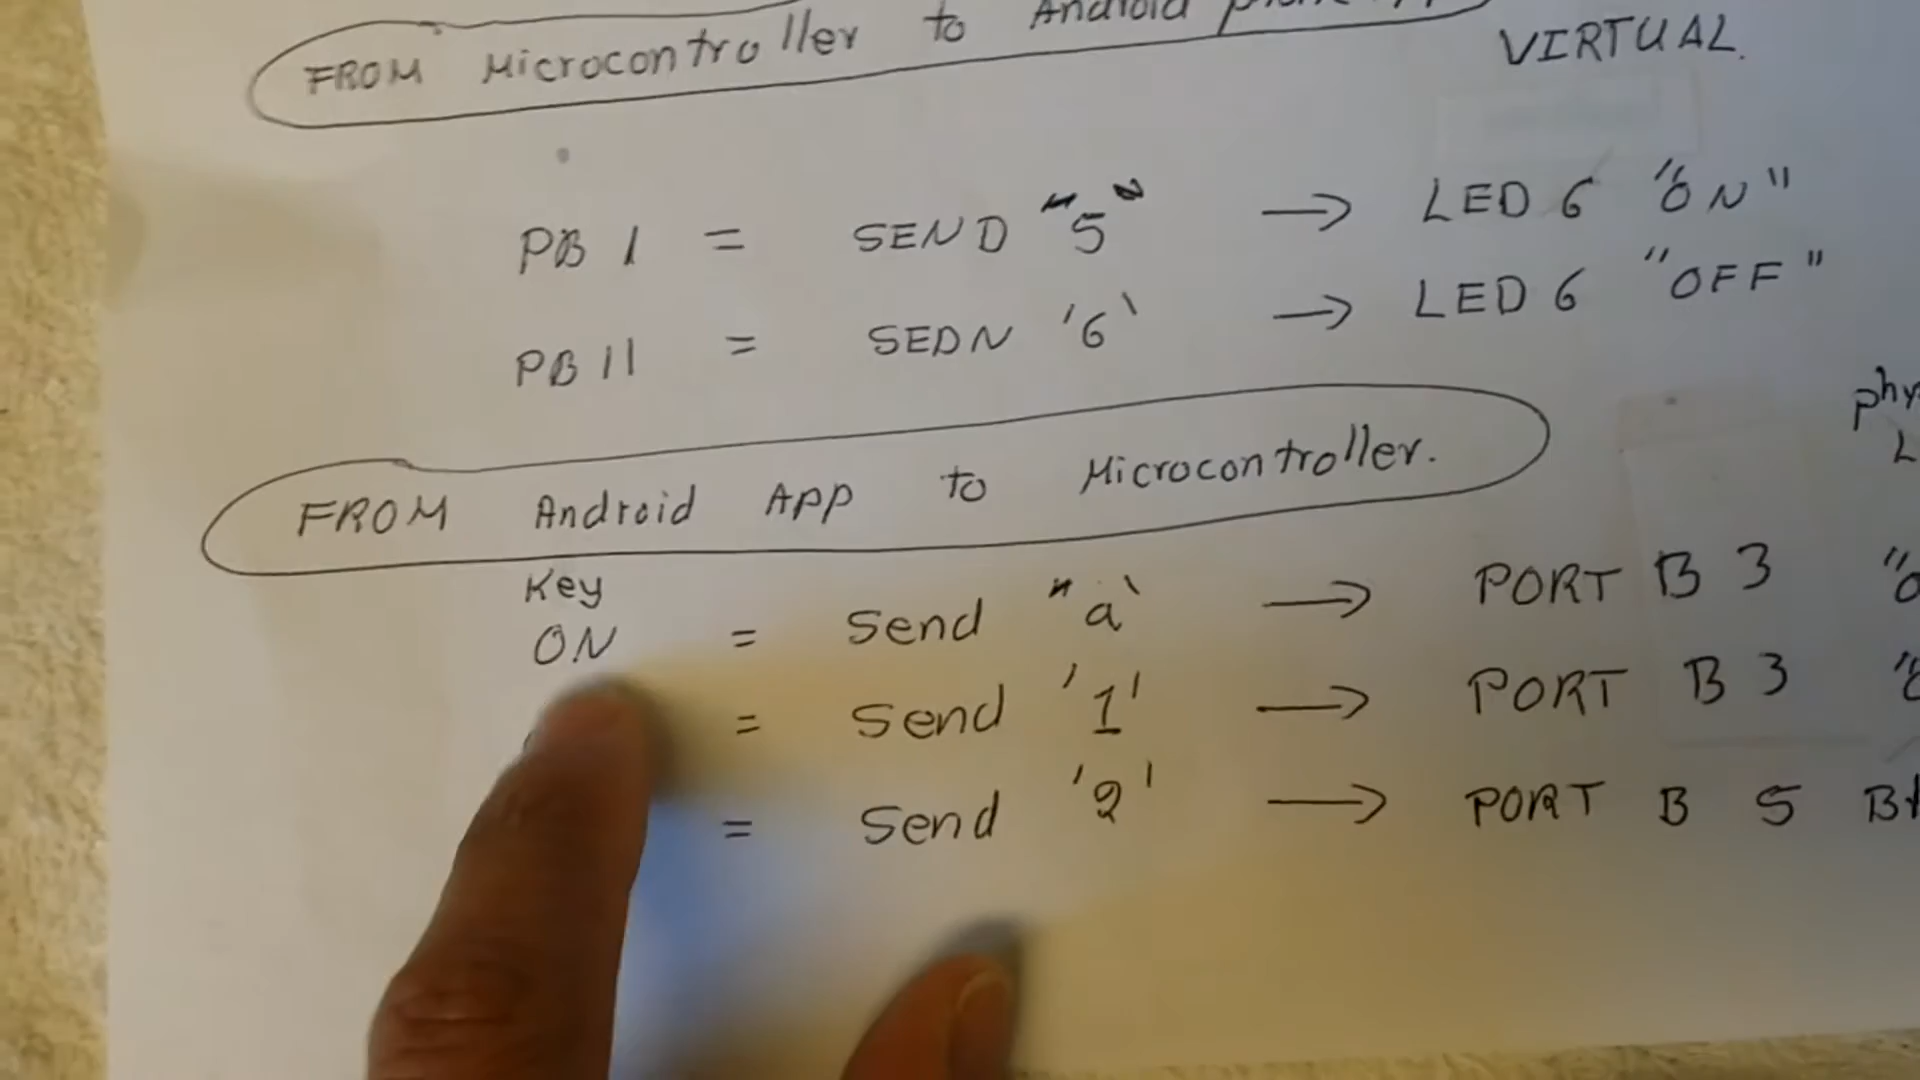 FROM Microcontroller to Android
VIRTUAL.
PB 1 = SEND "5" → LED 6 "ON"
PB 11 = SEDN '6' → LED 6 "OFF"
FROM Android App to Microcontroller.
Key
ON = Send "a' → PORT B 3
= Send '1' → PORT B 3
= Send '2' → PORT B 5